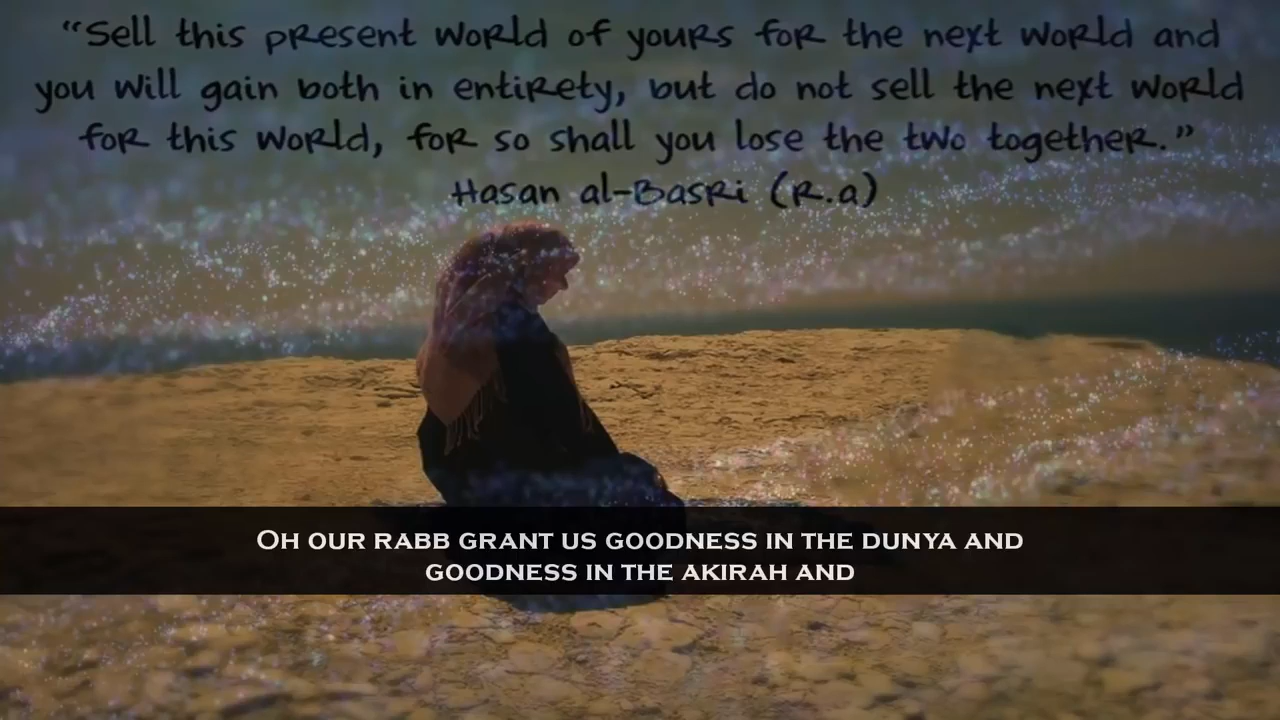 “Sell this present world of yours for the next world and
you will gain both in entirety, but do not sell the next world
for this world, for so shall you lose the two together.”
Hasan al-Basri (R.a)
Oh our rabb grant us goodness in the dunya and
goodness in the akirah and